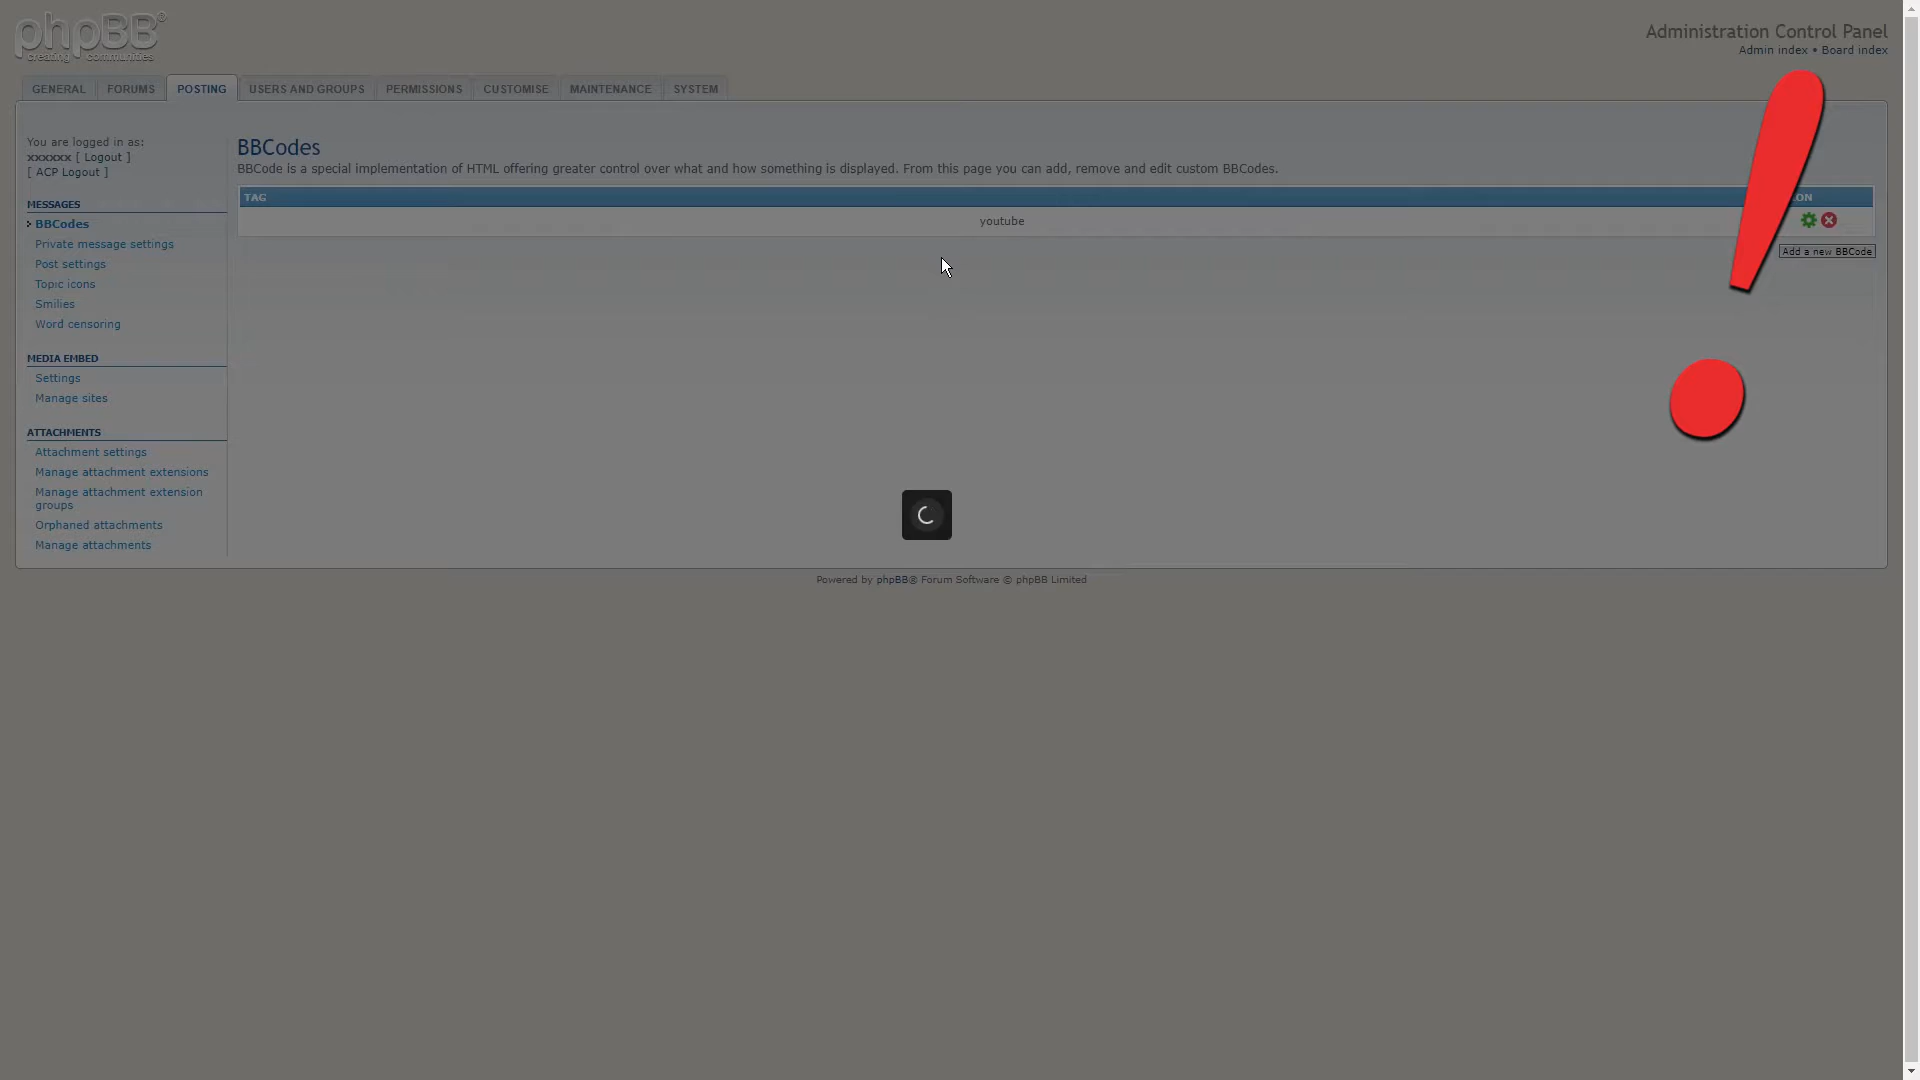 phpBB®
creating communities
Administration Control Panel
Admin index • Board index
GENERAL
FORUMS
POSTING
USERS AND GROUPS
PERMISSIONS
CUSTOMISE
MAINTENANCE
SYSTEM
You are logged in as:
xxxxxx [ Logout ]
[ ACP Logout ]
MESSAGES
BBCodes
Private message settings
Post settings
Topic icons
Smilies
Word censoring
MEDIA EMBED
Settings
Manage sites
ATTACHMENTS
Attachment settings
Manage attachment extensions
Manage attachment extension
groups
Orphaned attachments
Manage attachments
BBCodes
BBCode is a special implementation of HTML offering greater control over what and how something is displayed. From this page you can add, remove and edit custom BBCodes.
TAG
youtube
Add a new BBCode
!
Powered by phpBB® Forum Software © phpBB Limited